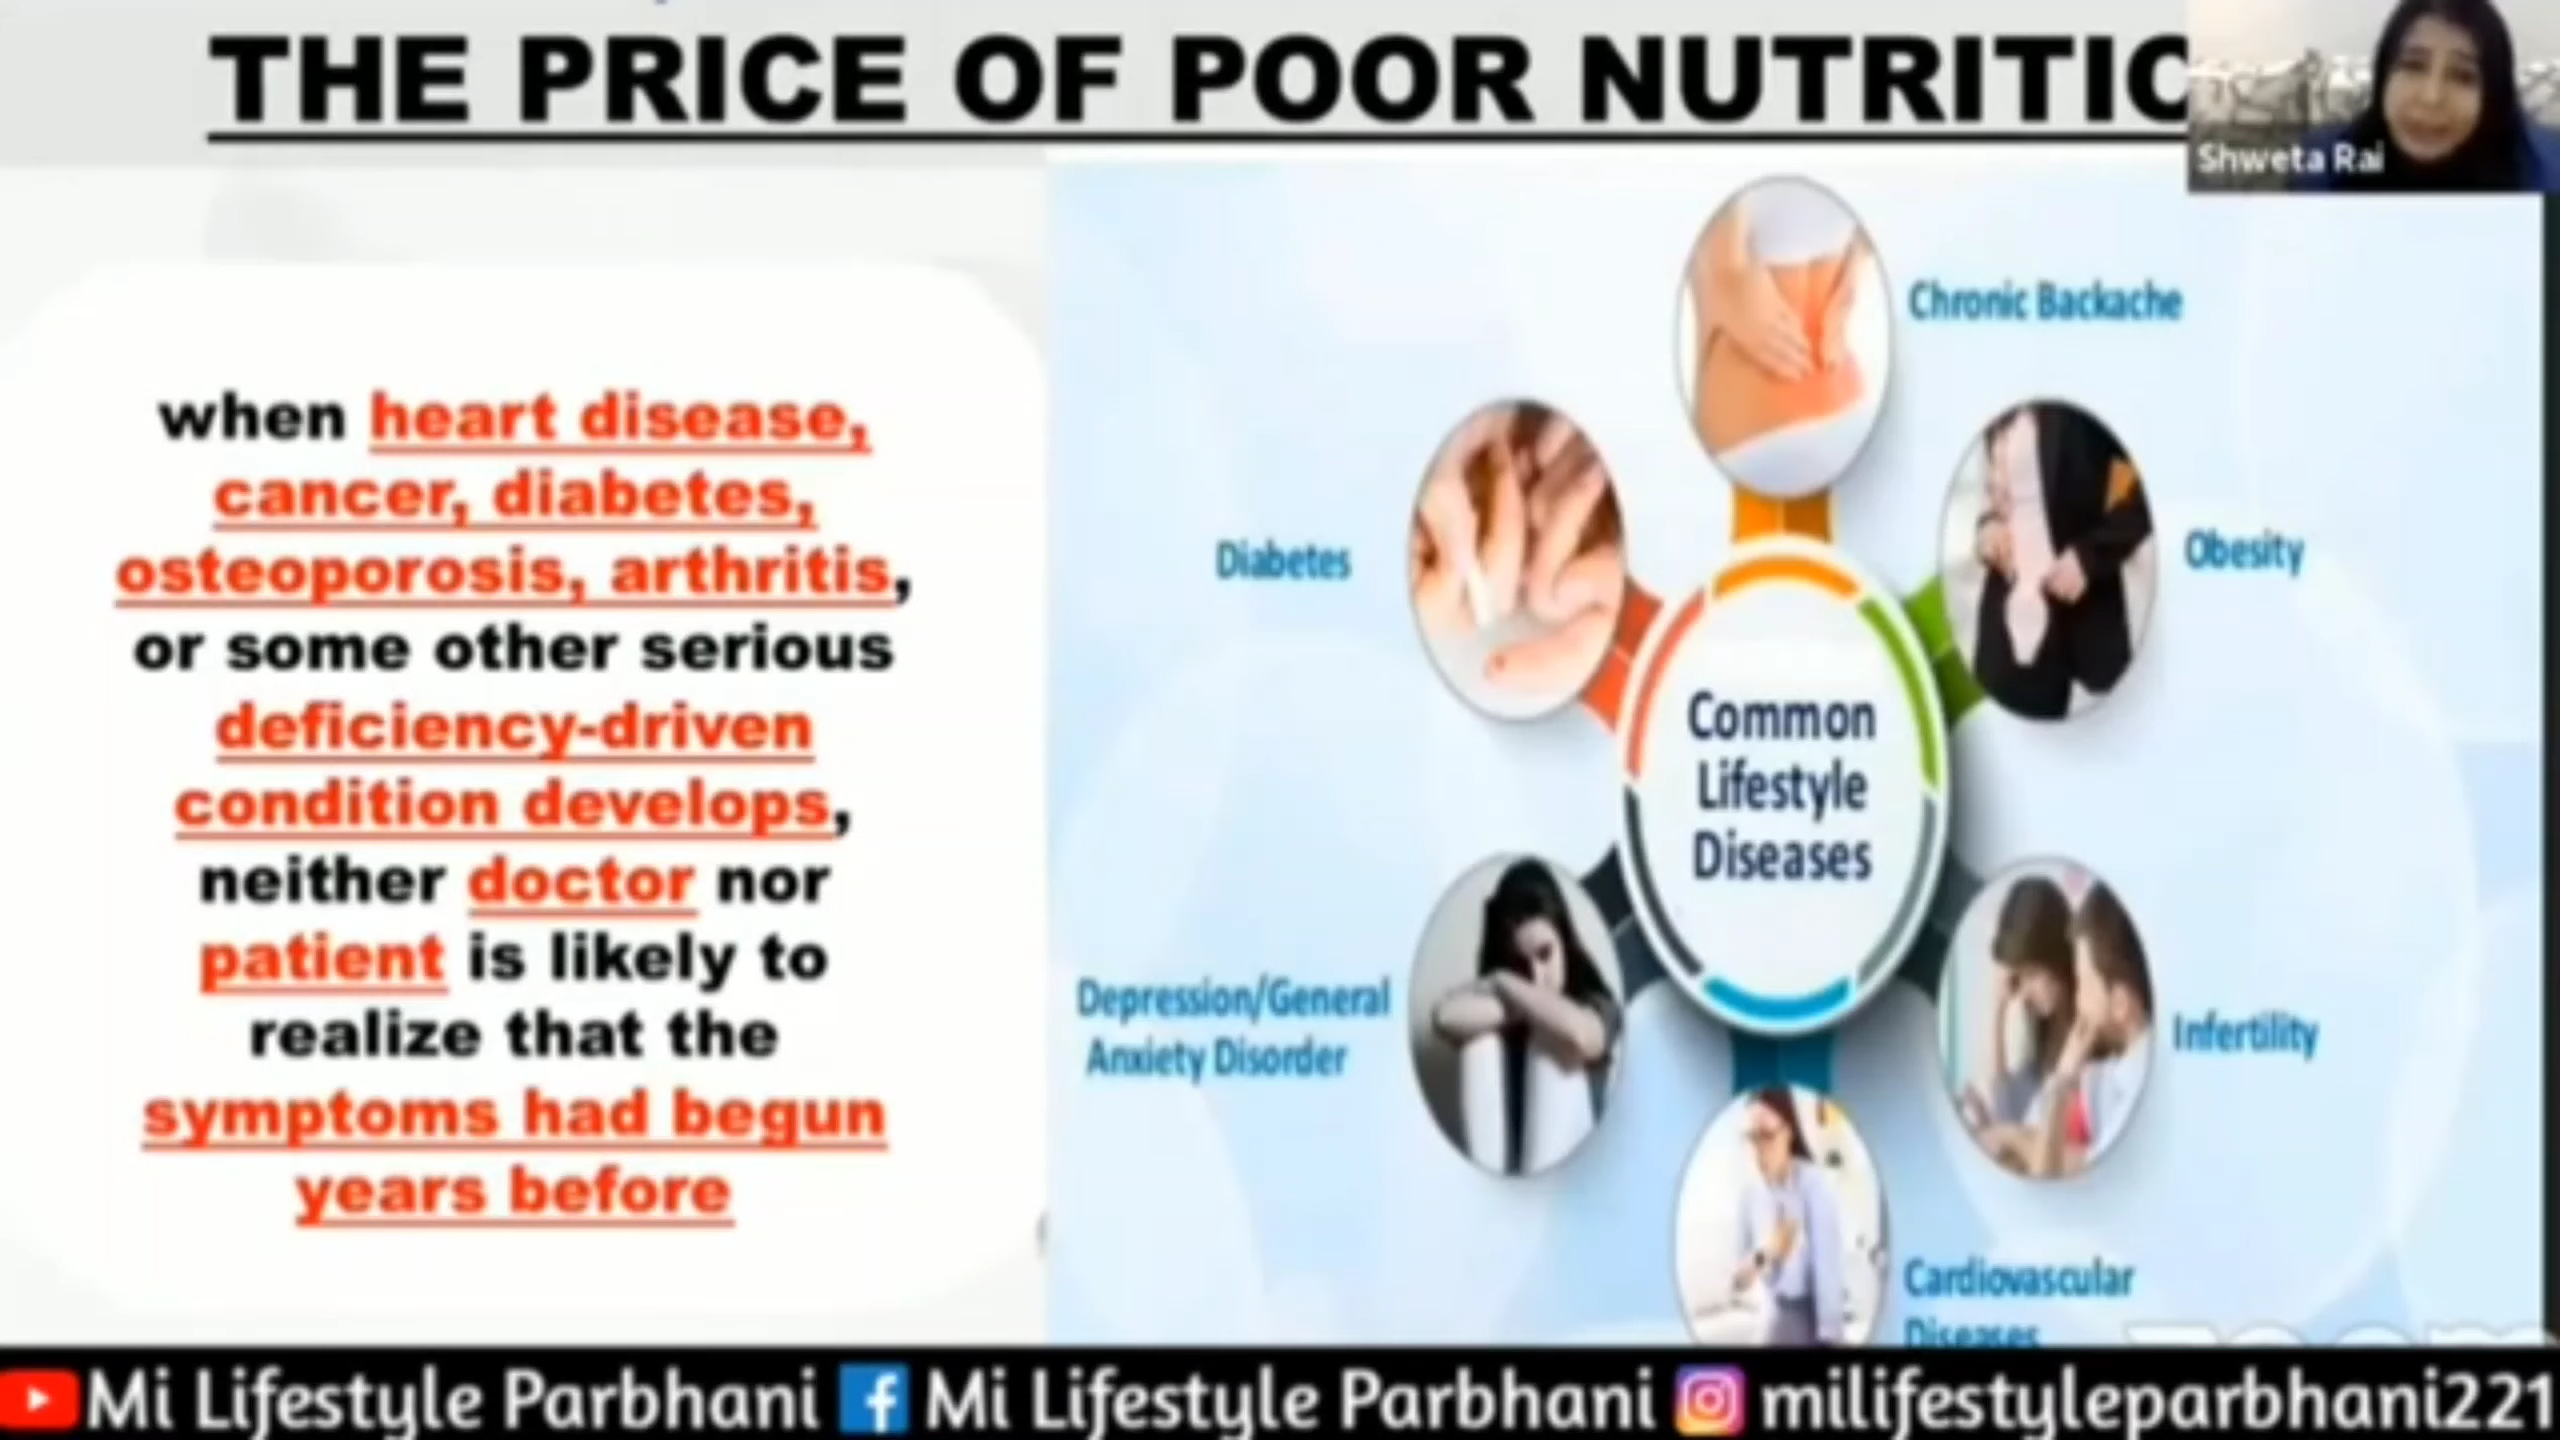 THE PRICE OF POOR NUTRITIO
Shweta Rai
when heart disease,
cancer, diabetes,
osteoporosis, arthritis,
or some other serious
deficiency-driven
condition develops,
neither doctor nor
patient is likely to
realize that the
symptoms had begun
years before
Chronic Backache
Diabetes
Obesity
Common
Lifestyle
Diseases
Depression/General
Anxiety Disorder
Infertility
Cardiovascular
Diseases
zoom
Mi Lifestyle Parbhani Mi Lifestyle Parbhani milifestyleparbhani221